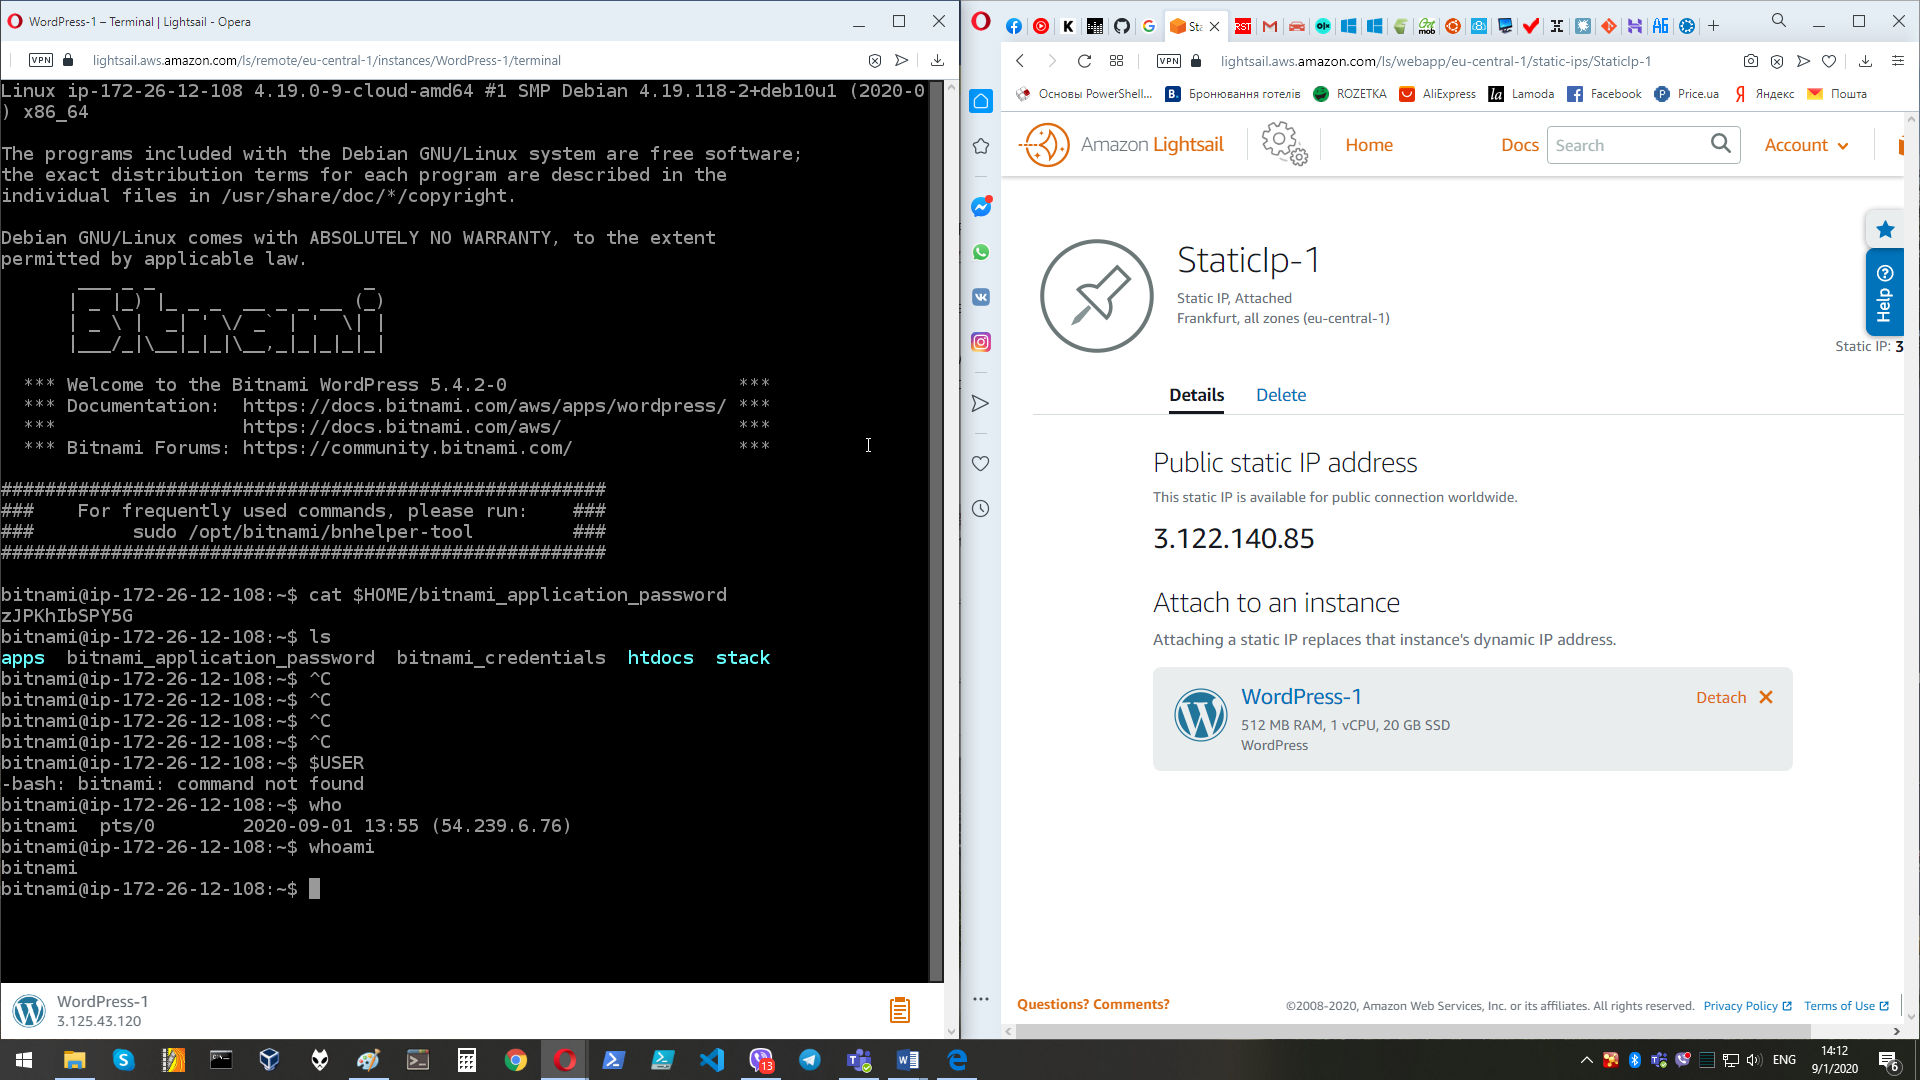 WordPress-1 – Terminal | Lightsail - Opera
VPN
lightsail.aws.amazon.com/ls/remote/eu-central-1/instances/WordPress-1/terminal
Linux ip-172-26-12-108 4.19.0-9-cloud-amd64 #1 SMP Debian 4.19.118-2+deb10u1 (2020-0
) x86_64
The programs included with the Debian GNU/Linux system are free software;
the exact distribution terms for each program are described in the
individual files in /usr/share/doc/*/copyright.
Debian GNU/Linux comes with ABSOLUTELY NO WARRANTY, to the extent
permitted by applicable law.
Bitnami
*** Welcome to the Bitnami WordPress 5.4.2-0 ***
*** Documentation: https://docs.bitnami.com/aws/apps/wordpress/ ***
*** https://docs.bitnami.com/aws/ ***
*** Bitnami Forums: https://community.bitnami.com/ ***
#######################################################
### For frequently used commands, please run: ###
### sudo /opt/bitnami/bnhelper-tool ###
#######################################################
bitnami@ip-172-26-12-108:~$ cat $HOME/bitnami_application_password
zJPKhIbSPY5G
bitnami@ip-172-26-12-108:~$ ls
apps bitnami_application_password bitnami_credentials htdocs stack
bitnami@ip-172-26-12-108:~$ ^C
bitnami@ip-172-26-12-108:~$ ^C
bitnami@ip-172-26-12-108:~$ ^C
bitnami@ip-172-26-12-108:~$ ^C
bitnami@ip-172-26-12-108:~$ $USER
-bash: bitnami: command not found
bitnami@ip-172-26-12-108:~$ who
bitnami pts/0 2020-09-01 13:55 (54.239.6.76)
bitnami@ip-172-26-12-108:~$ whoami
bitnami
bitnami@ip-172-26-12-108:~$
WordPress-1
3.125.43.120
Sta
VPN
lightsail.aws.amazon.com/ls/webapp/eu-central-1/static-ips/StaticIp-1
Основы PowerShell... Бронювання готелів ROZETKA AliExpress Lamoda Facebook Price.ua Яндекс Пошта
Amazon Lightsail
Home
Docs
Search
Account
StaticIp-1
Static IP, Attached
Frankfurt, all zones (eu-central-1)
Help
Static IP: 3
Details
Delete
Public static IP address
This static IP is available for public connection worldwide.
3.122.140.85
Attach to an instance
Attaching a static IP replaces that instance's dynamic IP address.
WordPress-1
Detach
512 MB RAM, 1 vCPU, 20 GB SSD
WordPress
Questions? Comments?
©2008-2020, Amazon Web Services, Inc. or its affiliates. All rights reserved. Privacy Policy Terms of Use
13
ENG
14:12
9/1/2020
6